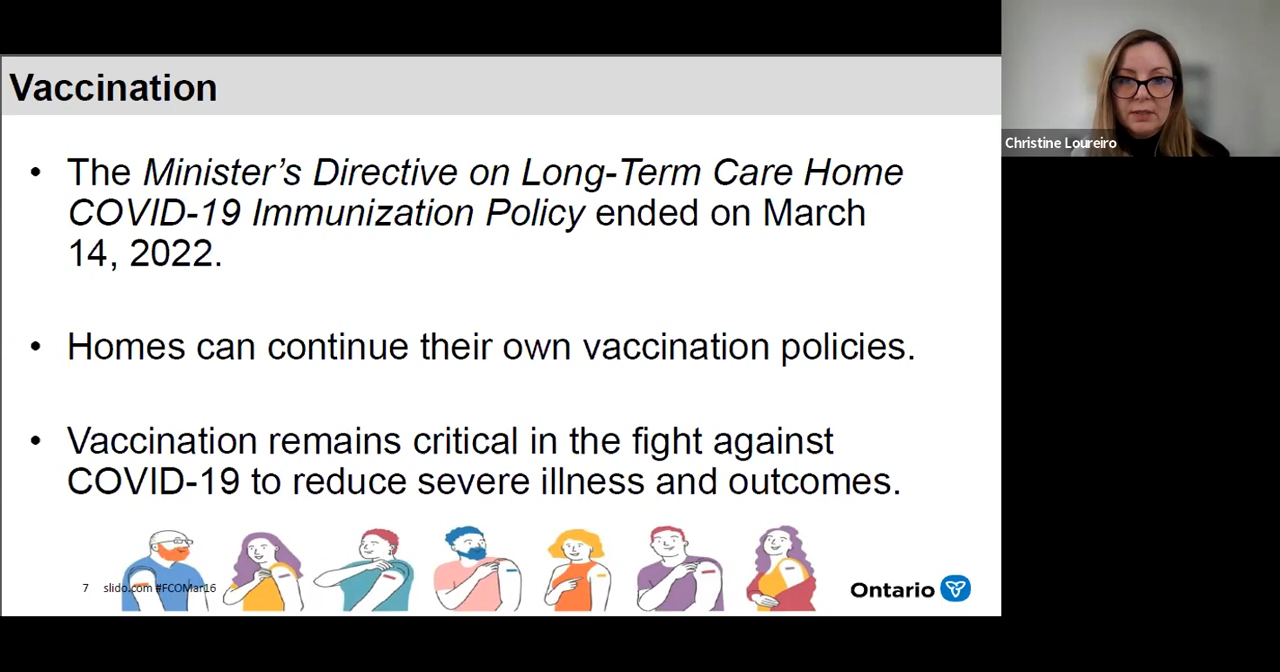 Vaccination
• The Minister’s Directive on Long-Term Care Home
COVID-19 Immunization Policy ended on March
14, 2022.
• Homes can continue their own vaccination policies.
• Vaccination remains critical in the fight against
COVID-19 to reduce severe illness and outcomes.
7 slido.com #FCOMar16
Ontario
Christine Loureiro